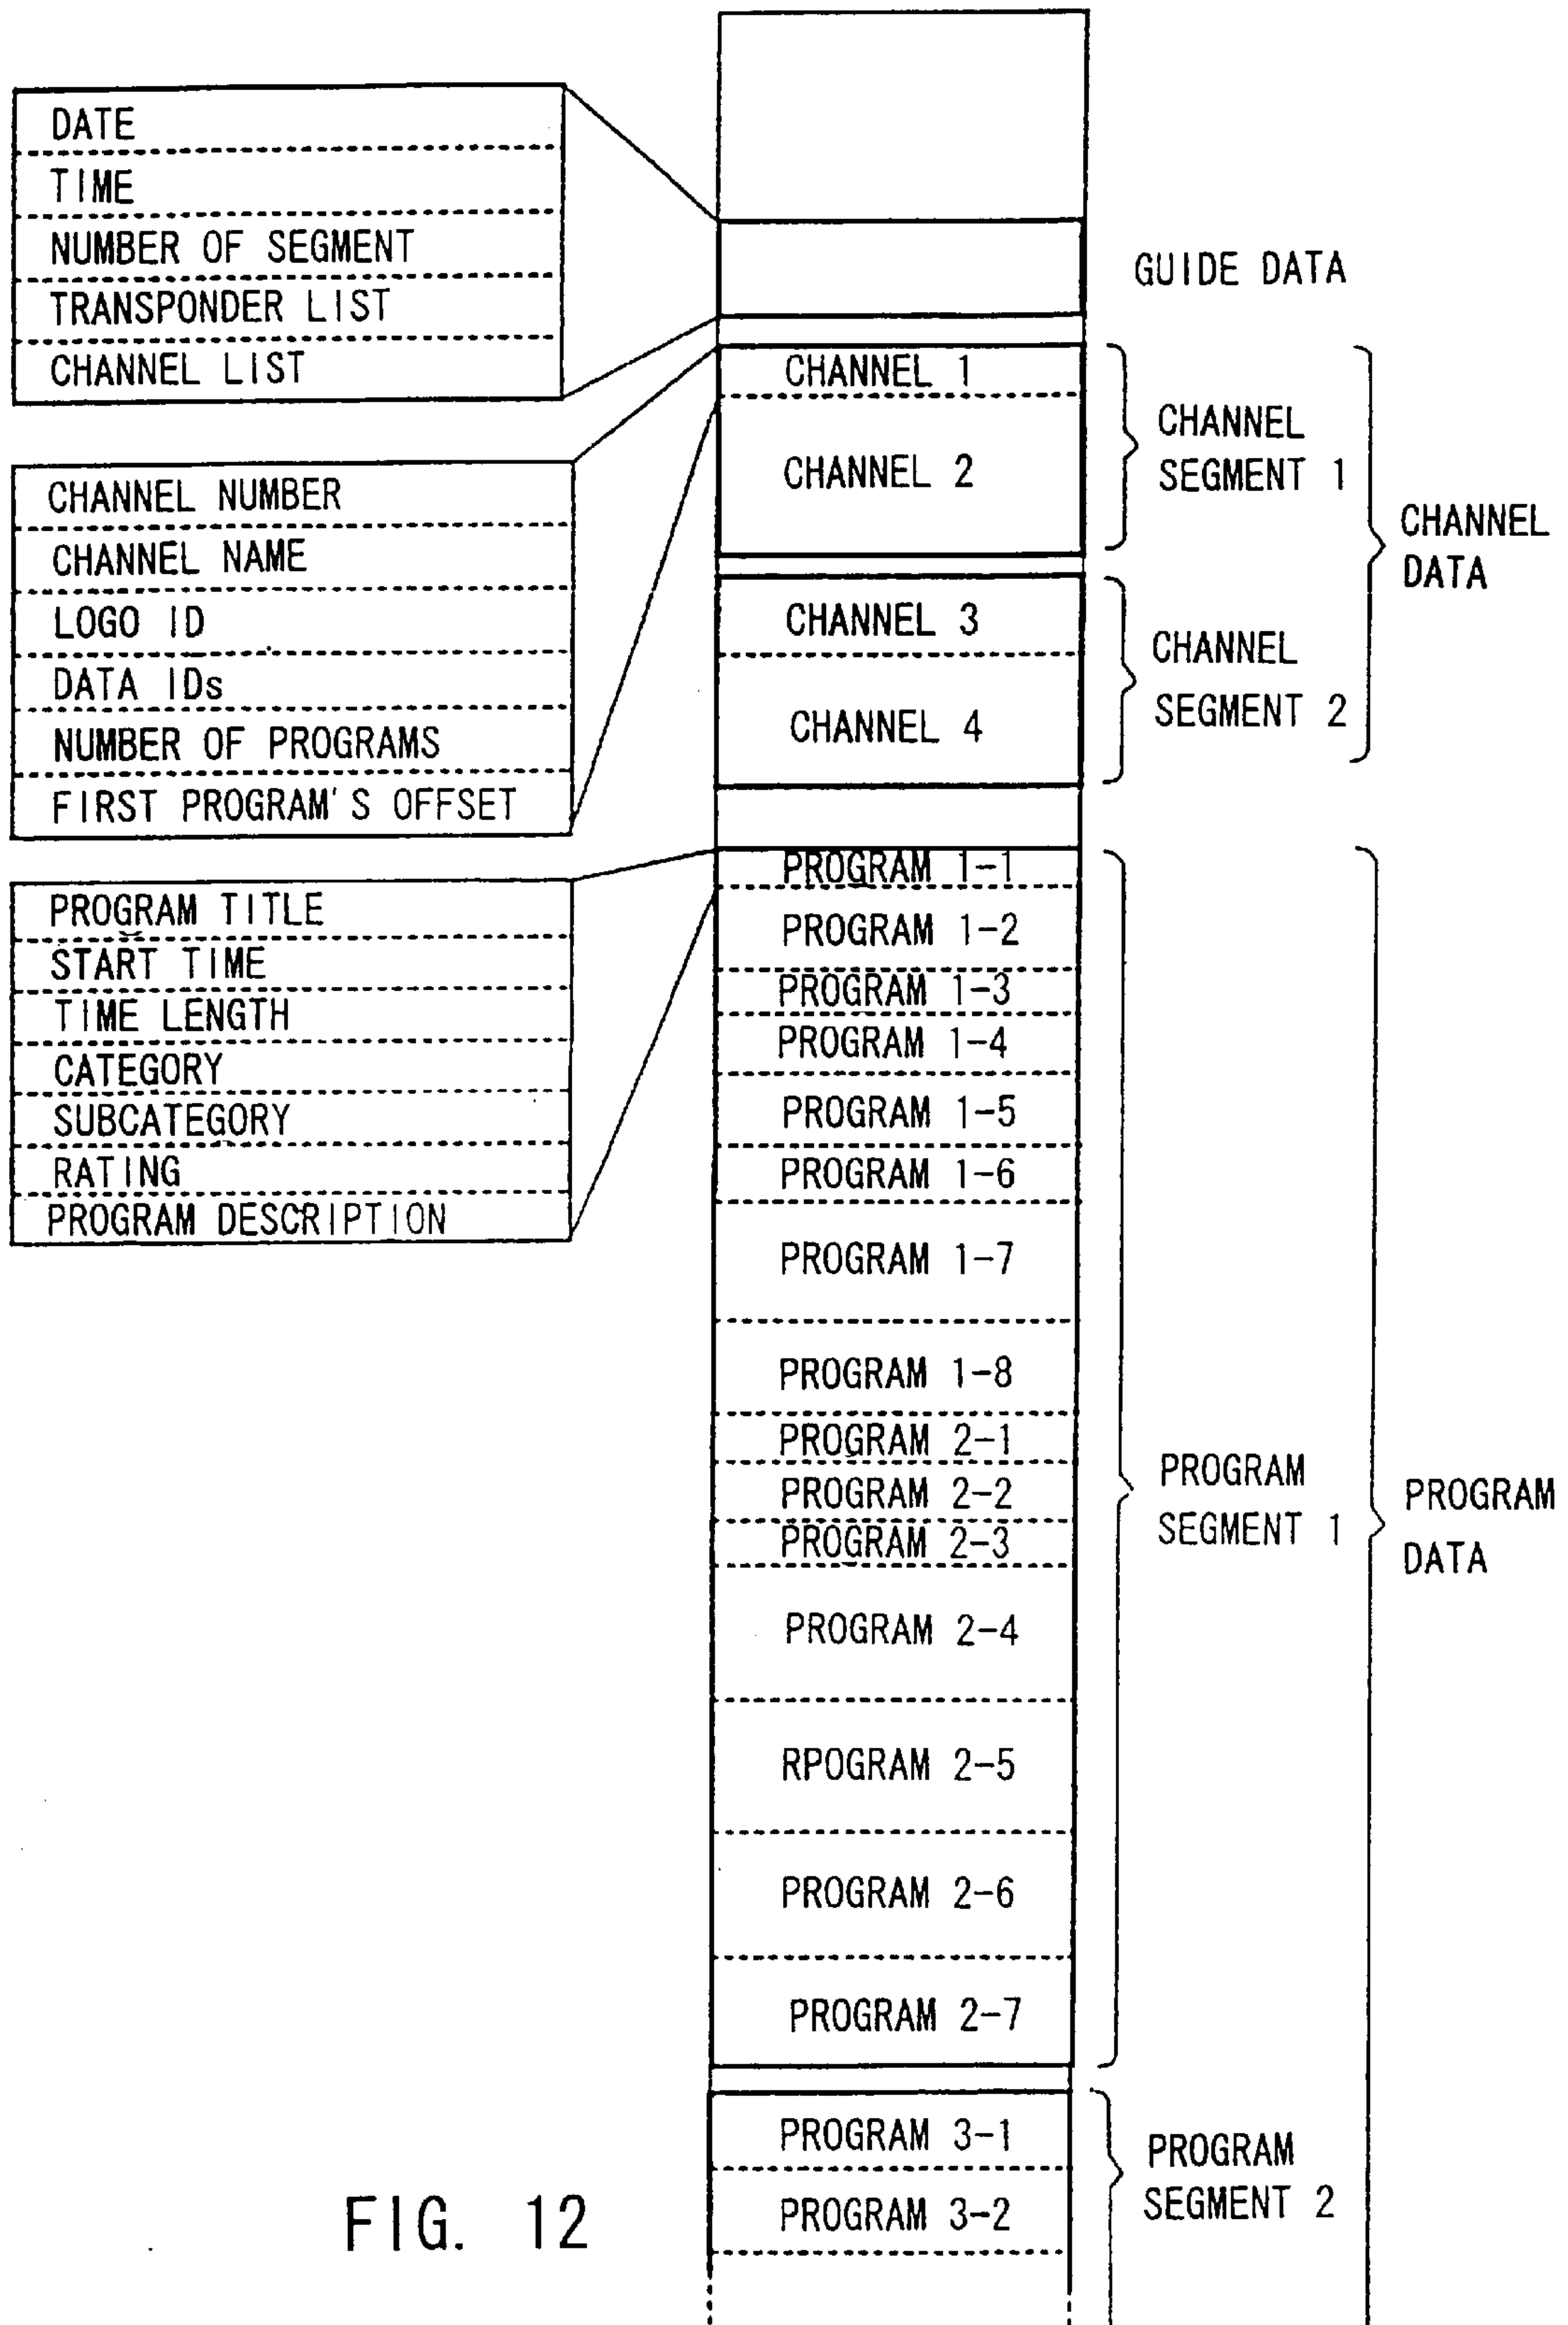 DATE
TIME
NUMBER OF SEGMENT
TRANSPONDER LIST
CHANNEL LIST
GUIDE DATA
CHANNEL NUMBER
CHANNEL NAME
LOGO ID
DATA IDs
NUMBER OF PROGRAMS
FIRST PROGRAM'S OFFSET
CHANNEL 1
CHANNEL 2
CHANNEL
SEGMENT 1
CHANNEL 3
CHANNEL 4
CHANNEL
SEGMENT 2
CHANNEL
DATA
PROGRAM TITLE
START TIME
TIME LENGTH
CATEGORY
SUBCATEGORY
RATING
PROGRAM DESCRIPTION
PROGRAM 1-1
PROGRAM 1-2
PROGRAM 1-3
PROGRAM 1-4
PROGRAM 1-5
PROGRAM 1-6
PROGRAM 1-7
PROGRAM 1-8
PROGRAM 2-1
PROGRAM 2-2
PROGRAM 2-3
PROGRAM 2-4
RPOGRAM 2-5
PROGRAM 2-6
PROGRAM 2-7
PROGRAM
SEGMENT 1
PROGRAM
DATA
PROGRAM 3-1
PROGRAM 3-2
PROGRAM
SEGMENT 2
FIG. 12